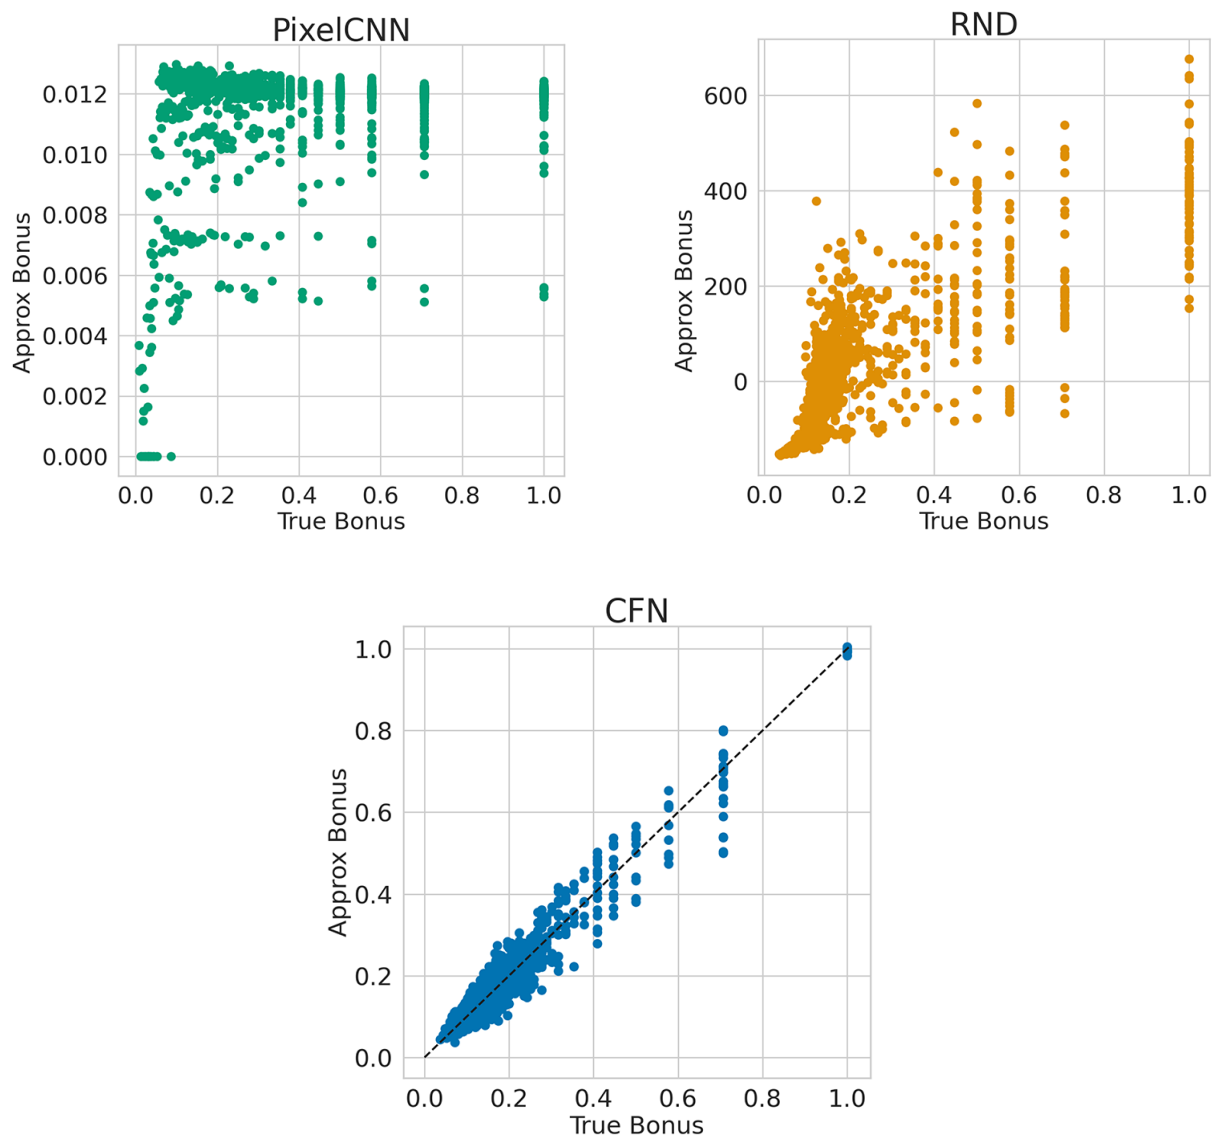 PixelCNN
0.012
0.010
0.008
0.006
0.004
0.002
0.000
Approx Bonus
0.0 0.2 0.4 0.6 0.8 1.0
True Bonus
RND
600
400
200
0
Approx Bonus
0.0 0.2 0.4 0.6 0.8 1.0
True Bonus
CFN
1.0
0.8
0.6
0.4
0.2
0.0
Approx Bonus
0.0 0.2 0.4 0.6 0.8 1.0
True Bonus